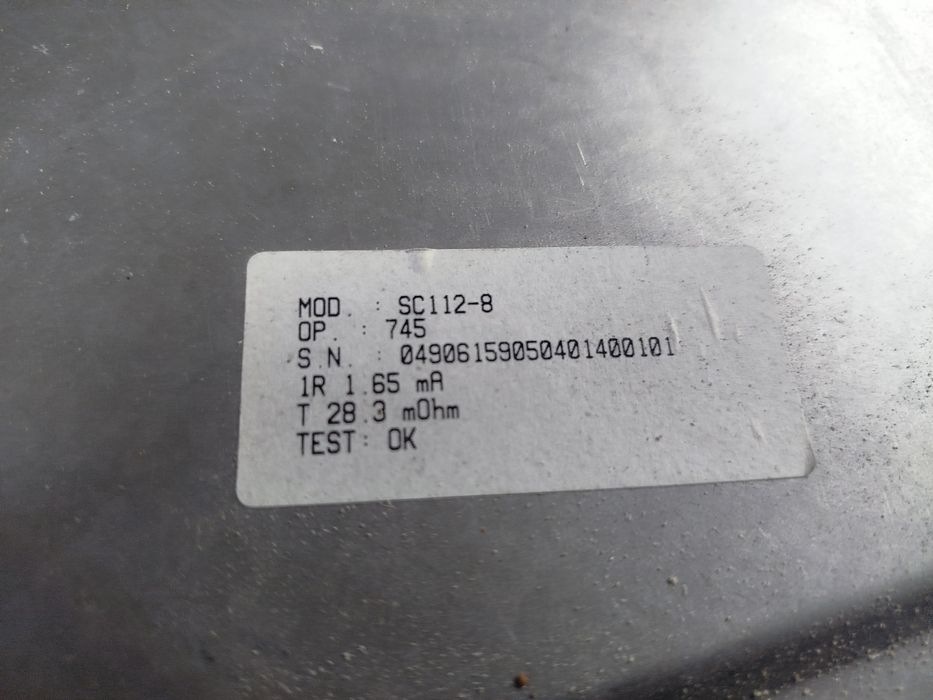 MOD. : SC112-8
OP. : 745
S.N. : 04906159050401400101
1R 1.65 mA
T 28.3 mOhm
TEST: OK